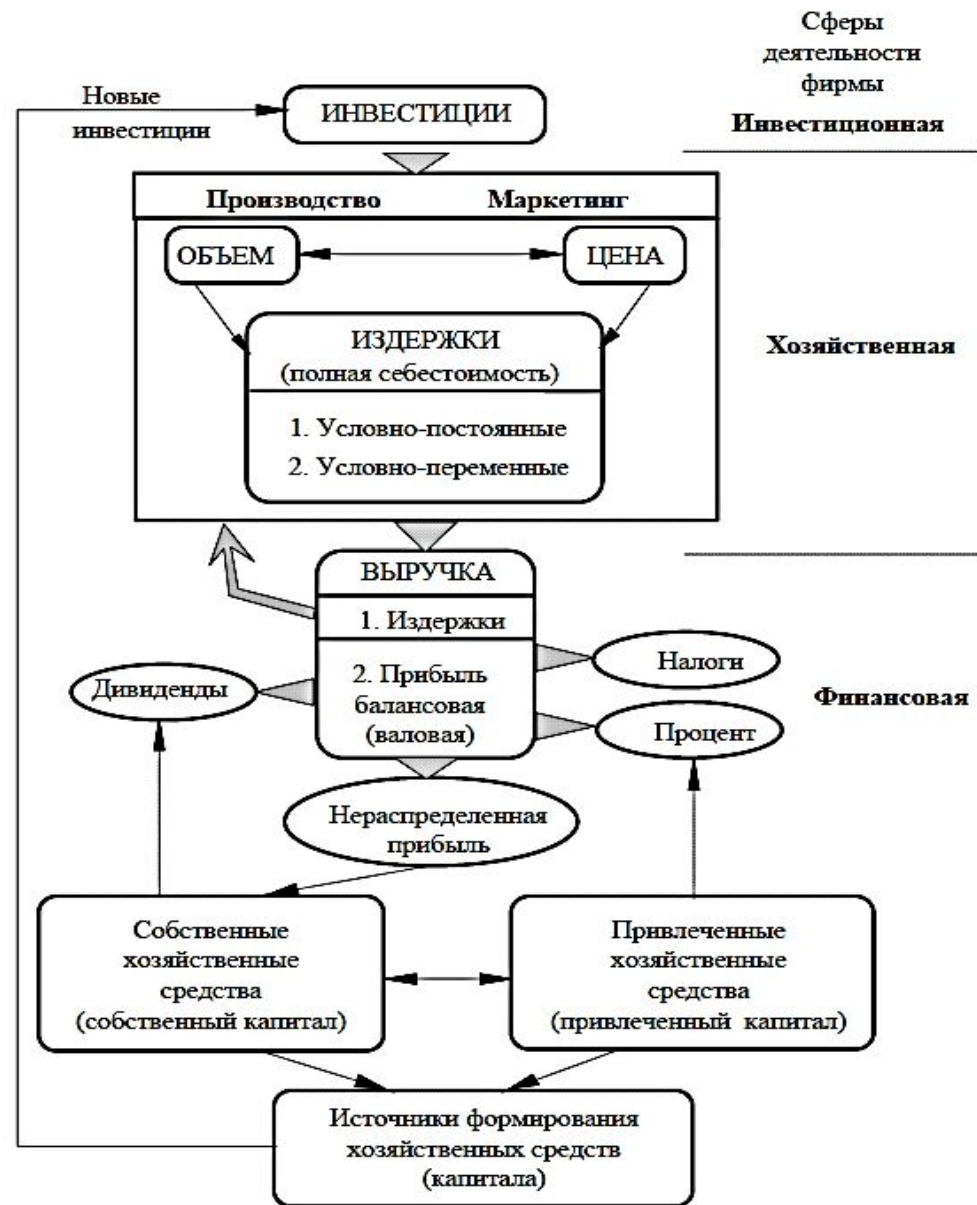 Сферы
деятельности
фирмы
Инвестиционная
Новые
инвестиции
ИНВЕСТИЦИИ
Производство Маркетинг
ОБЪЕМ ЦЕНА
ИЗДЕРЖКИ
(полная себестоимость)
1. Условно-постоянные
2. Условно-переменные
Хозяйственная
ВЫРУЧКА
1. Издержки
2. Прибыль
балансовая
(валовая)
Дивиденды
Налоги
Процент
Финансовая
Нераспределенная
прибыль
Собственные
хозяйственные
средства
(собственный капитал)
Привлеченные
хозяйственные
средства
(привлеченный капитал)
Источники формирования
хозяйственных средств
(капитала)